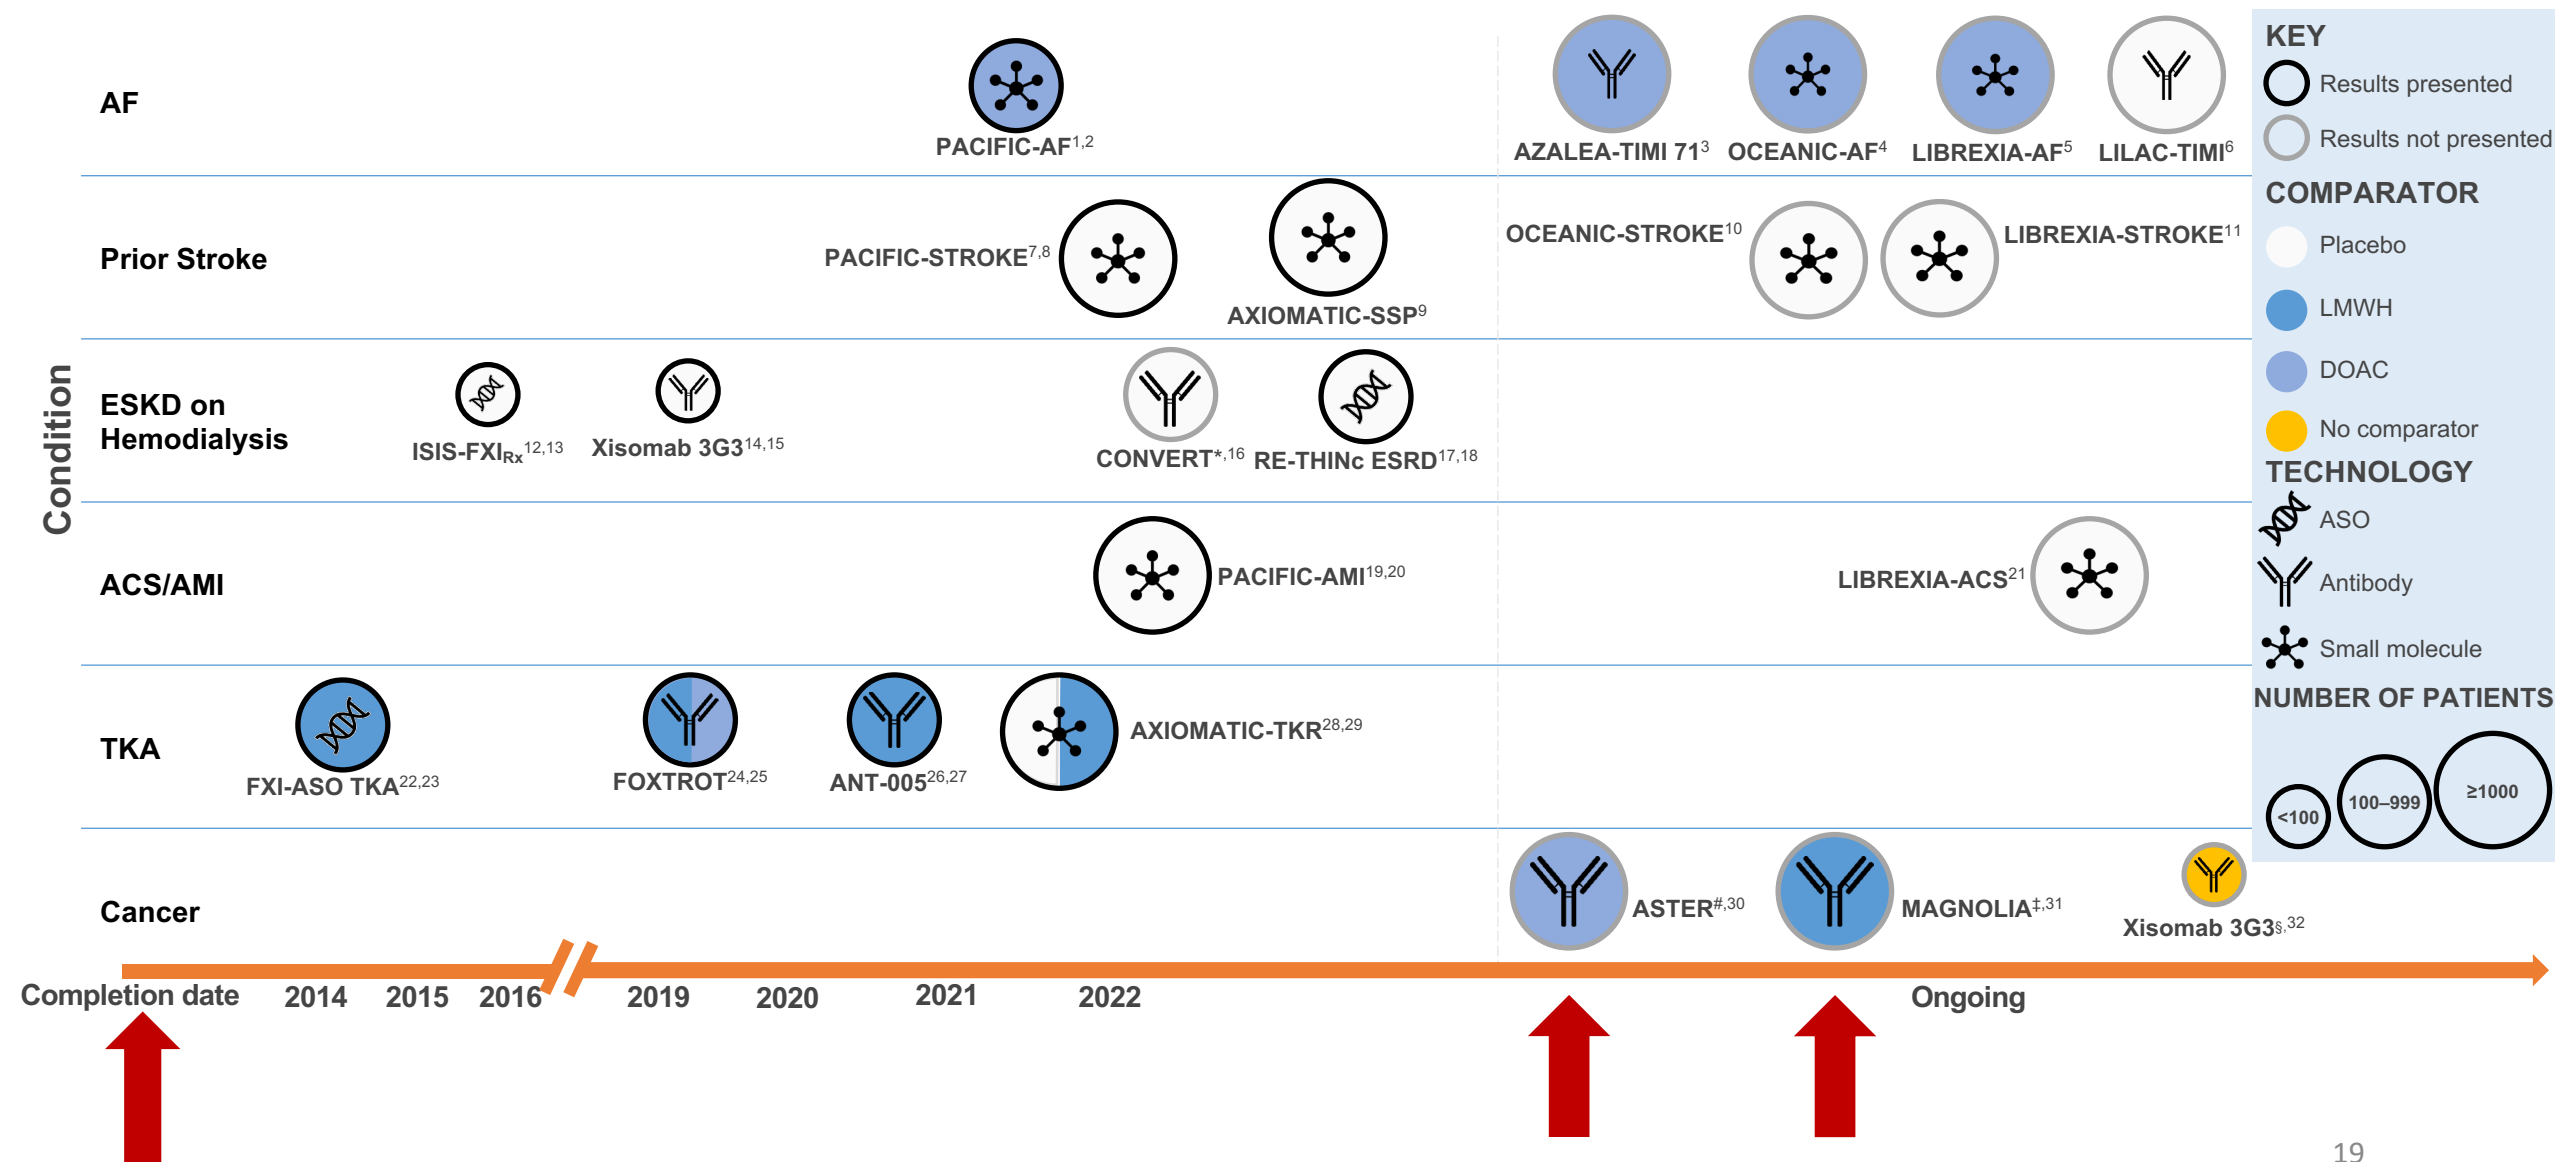 AF
PACIFIC-AF1,2
AZALEA-TIMI 713
OCEANIC-AF4
LIBREXIA-AF5
LILAC-TIMI6
Prior Stroke
PACIFIC-STROKE7,8
AXIOMATIC-SSP9
OCEANIC-STROKE10
LIBREXIA-STROKE11
Condition
ESKD on
Hemodialysis
ISIS-FXIRx12,13
Xisomab 3G314,15
CONVERT*,16
RE-THINc ESRD17,18
ACS/AMI
PACIFIC-AMI19,20
LIBREXIA-ACS21
TKA
FXI-ASO TKA22,23
FOXTROT24,25
ANT-00526,27
AXIOMATIC-TKR28,29
Cancer
ASTER#,30
MAGNOLIA‡,31
Xisomab 3G3§,32
Completion date
2014
2015
2016
2019
2020
2021
2022
Ongoing
KEY
Results presented
Results not presented
COMPARATOR
Placebo
LMWH
DOAC
No comparator
TECHNOLOGY
ASO
Antibody
Small molecule
NUMBER OF PATIENTS
<100
100–999
≥1000
19